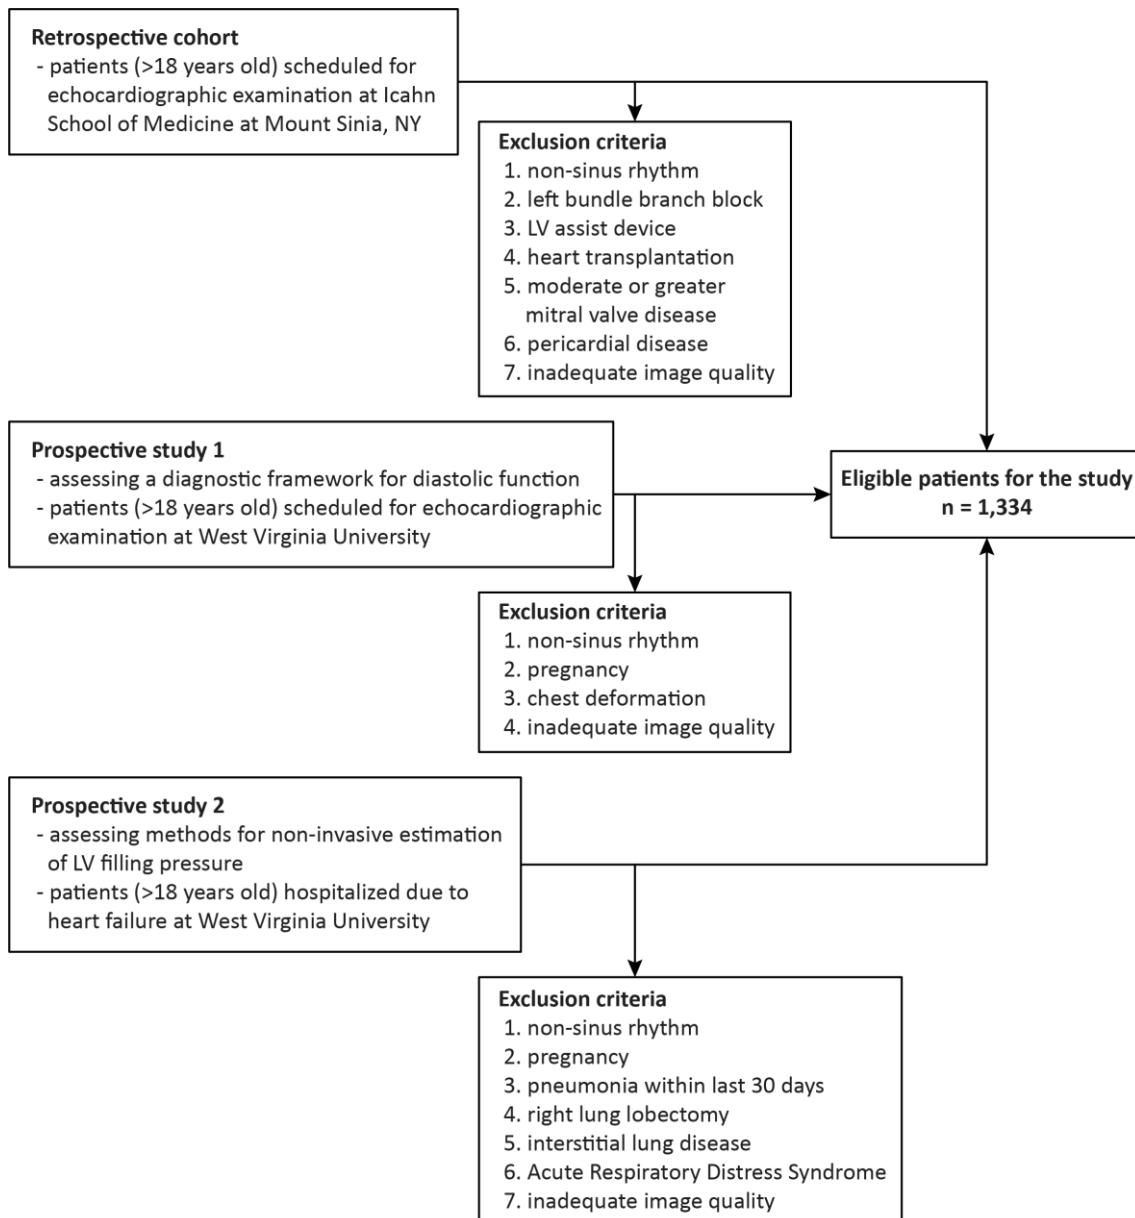 Retrospective cohort
- patients (>18 years old) scheduled for
echocardiographic examination at Icahn
School of Medicine at Mount Sinia, NY
Exclusion criteria
1. non-sinus rhythm
2. left bundle branch block
3. LV assist device
4. heart transplantation
5. moderate or greater
mitral valve disease
6. pericardial disease
7. inadequate image quality
Prospective study 1
- assessing a diagnostic framework for diastolic function
- patients (>18 years old) scheduled for echocardiographic
examination at West Virginia University
Eligible patients for the study
n = 1,334
Exclusion criteria
1. non-sinus rhythm
2. pregnancy
3. chest deformation
4. inadequate image quality
Prospective study 2
- assessing methods for non-invasive estimation
of LV filling pressure
- patients (>18 years old) hospitalized due to
heart failure at West Virginia University
Exclusion criteria
1. non-sinus rhythm
2. pregnancy
3. pneumonia within last 30 days
4. right lung lobectomy
5. interstitial lung disease
6. Acute Respiratory Distress Syndrome
7. inadequate image quality